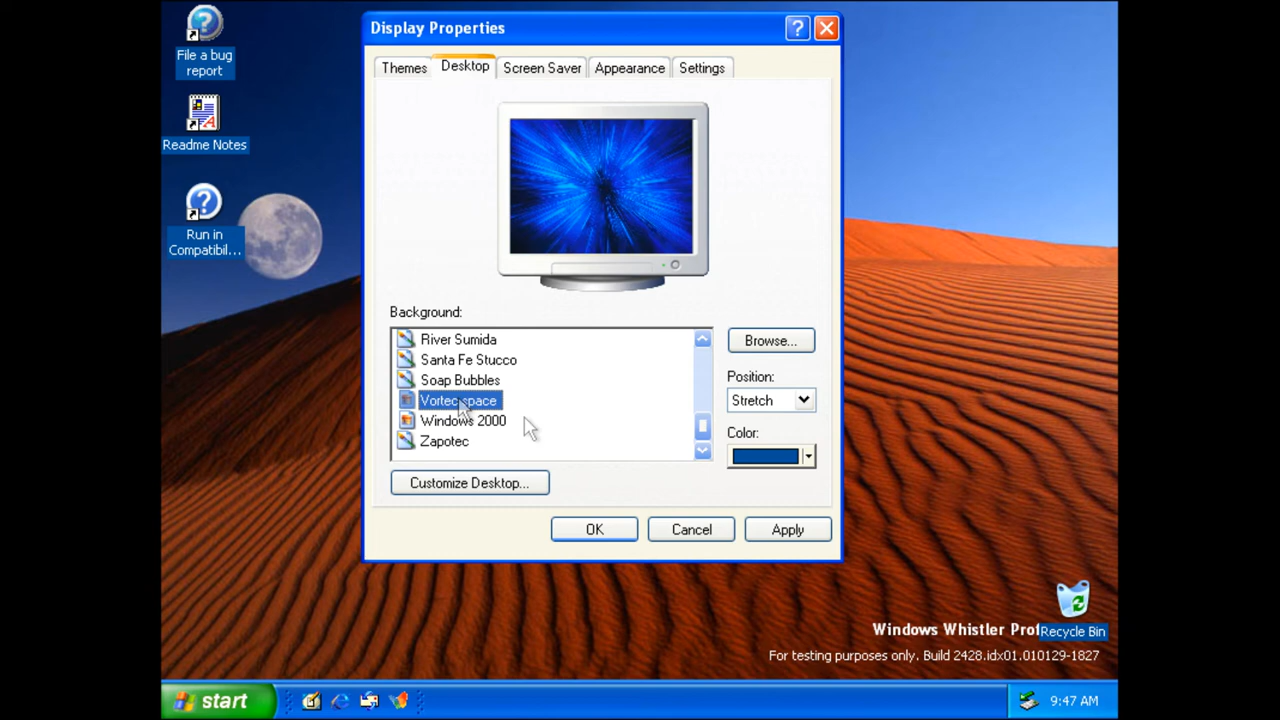 File a bug
report
Readme Notes
Run in
Compatibil...
Display Properties
Themes
Desktop
Screen Saver
Appearance
Settings
Background:
River Sumida
Santa Fe Stucco
Soap Bubbles
Vortec space
Windows 2000
Zapotec
Browse...
Position:
Stretch
Color:
Customize Desktop...
OK
Cancel
Apply
Windows Whistler Prof
Recycle Bin
For testing purposes only. Build 2428.idx01.010129-1827
start
9:47 AM